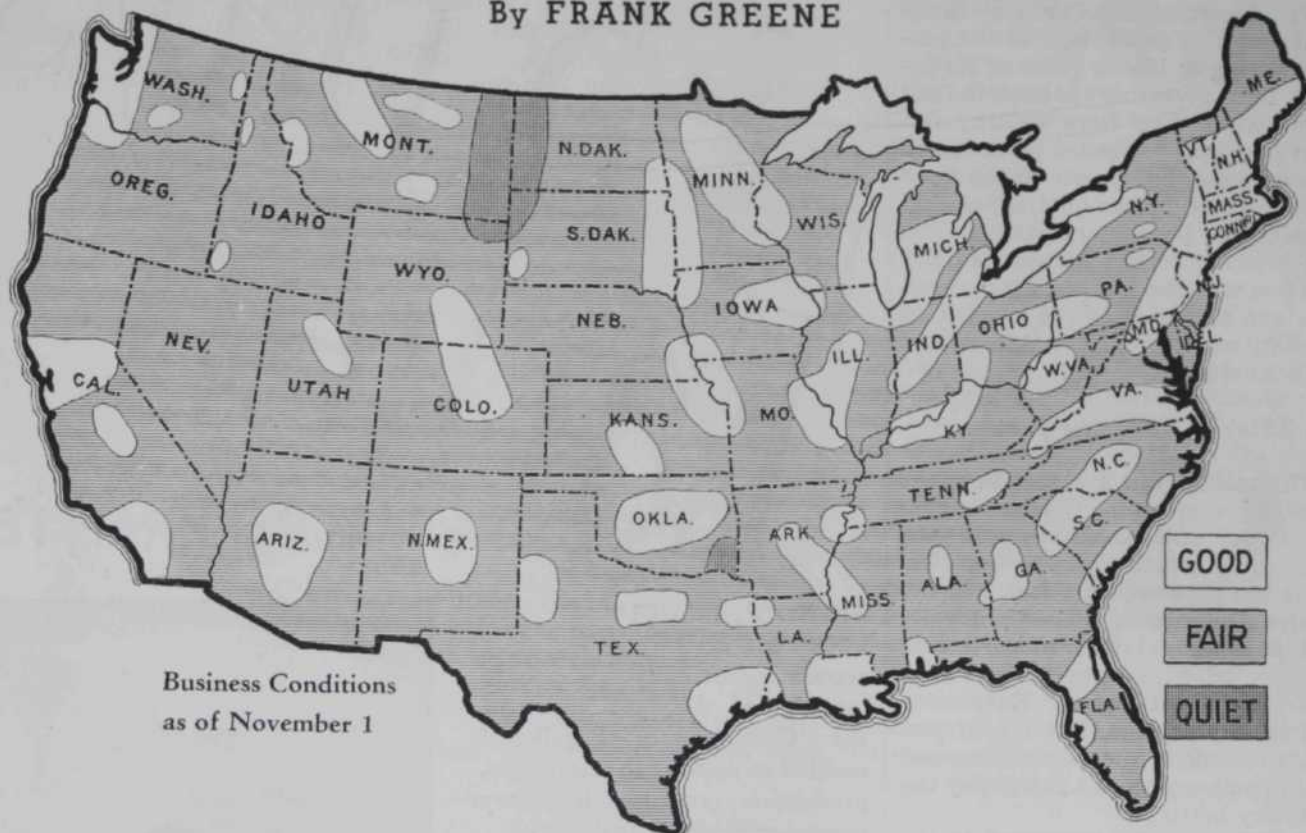 By FRANK GREENE
WASH.
OREG.
IDAHO
MONT.
N.DAK.
S.DAK.
WYO.
NEB.
NEV.
UTAH
COLO.
CAL.
ARIZ.
N.MEX.
KANS.
OKLA.
TEX.
MINN.
IOWA
MO.
ARK.
LA.
WIS.
ILL.
MICH.
IND.
OHIO
KY.
TENN.
MISS.
ALA.
GA.
FLA.
S.C.
N.C.
VA.
W.VA.
MD.
DEL.
PA.
N.J.
N.Y.
CONN.
MASS.
VT.
N.H.
ME.
Business Conditions
as of November 1
GOOD
FAIR
QUIET